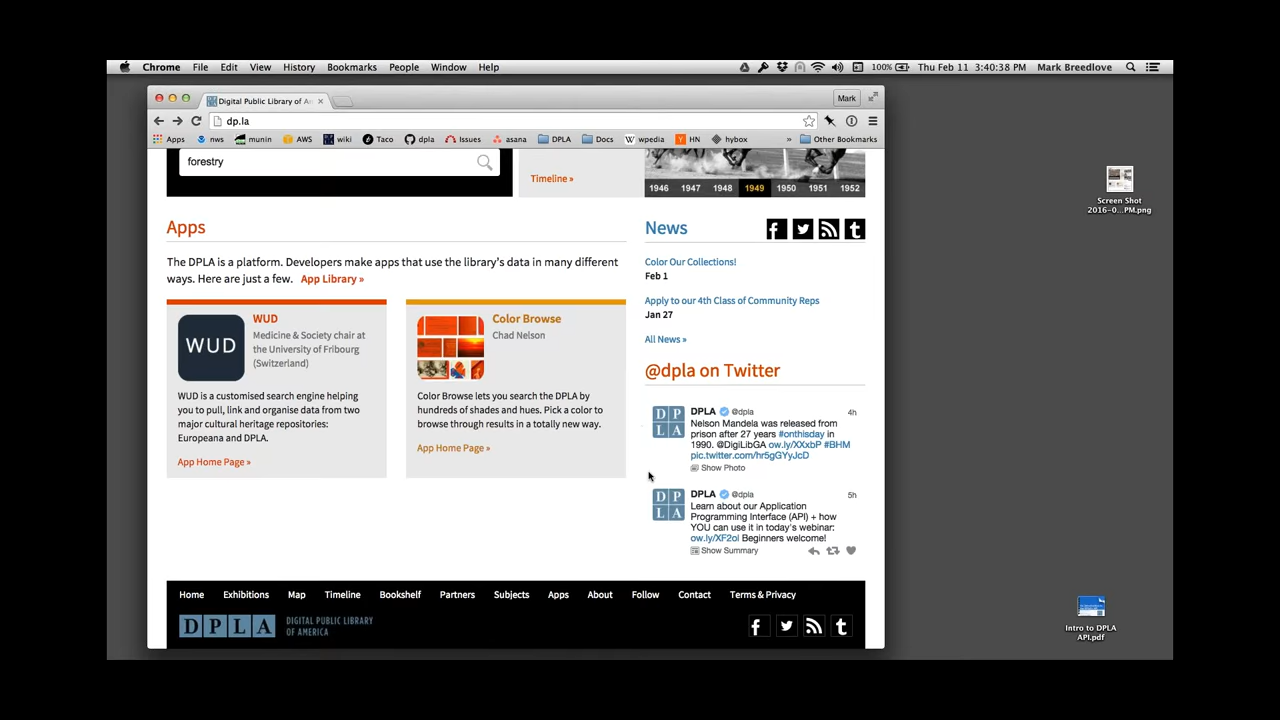 Chrome File Edit View History Bookmarks People Window Help 100% Thu Feb 11 3:40:38 PM Mark Breedlove
Digital Public Library of A Mark
dp.la
Apps nws munin AWS wiki Taco dpla Issues asana DPLA Docs wpedia HN hybox » Other Bookmarks
forestry
Timeline »
1946 1947 1948 1949 1950 1951 1952
Apps
The DPLA is a platform. Developers make apps that use the library's data in many different
ways. Here are just a few. App Library »
WUD
WUD
Medicine & Society chair at
the University of Fribourg
(Switzerland)
WUD is a customised search engine helping
you to pull, link and organise data from two
major cultural heritage repositories:
Europeana and DPLA.
App Home Page »
Color Browse
Chad Nelson
Color Browse lets you search the DPLA by
hundreds of shades and hues. Pick a color to
browse through results in a totally new way.
App Home Page »
News
Color Our Collections!
Feb 1
Apply to our 4th Class of Community Reps
Jan 27
All News »
@dpla on Twitter
DP
LA
DPLA @dpla 4h
Nelson Mandela was released from
prison after 27 years #onthisday in
1990. @DigiLibGA ow.ly/XXxbP #BHM
pic.twitter.com/hr5gGYyJcD
Show Photo
DP
LA
DPLA @dpla 5h
Learn about our Application
Programming Interface (API) + how
YOU can use it in today's webinar:
ow.ly/XF2ol Beginners welcome!
Show Summary
Home Exhibitions Map Timeline Bookshelf Partners Subjects Apps About Follow Contact Terms & Privacy
DPLA DIGITAL PUBLIC LIBRARY
OF AMERICA
Screen Shot
2016-0...PM.png
Intro to DPLA
API.pdf